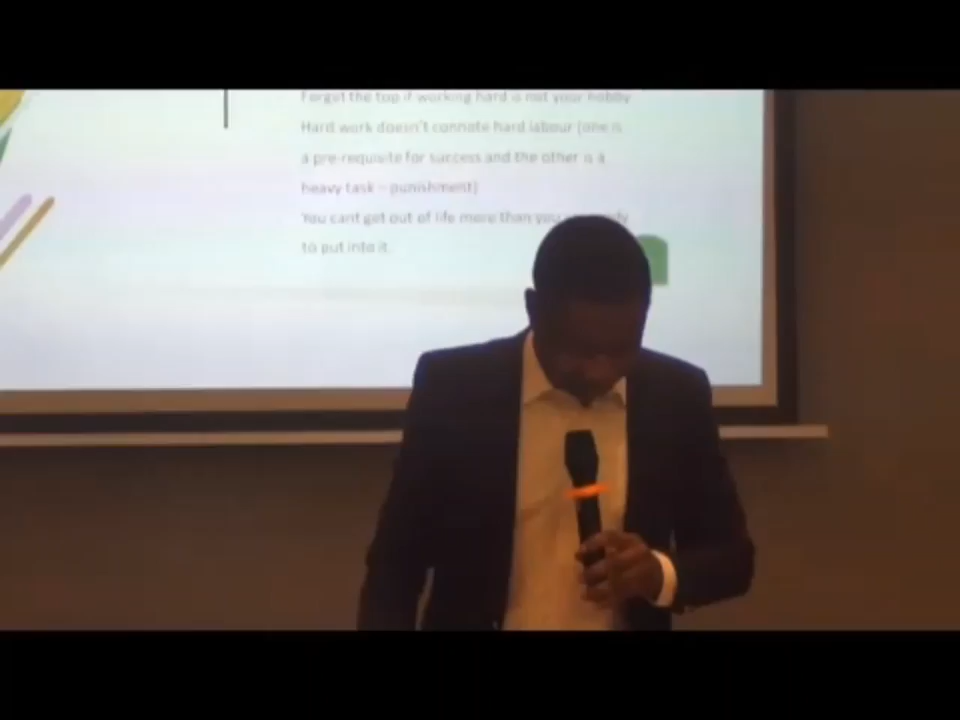 Forget the top if working hard is not your hobby
Hard work doesn't connote hard labour (one is
a pre-requisite for success and the other is a
heavy task – punishment)
You cant get out of life more than you
to put into it.